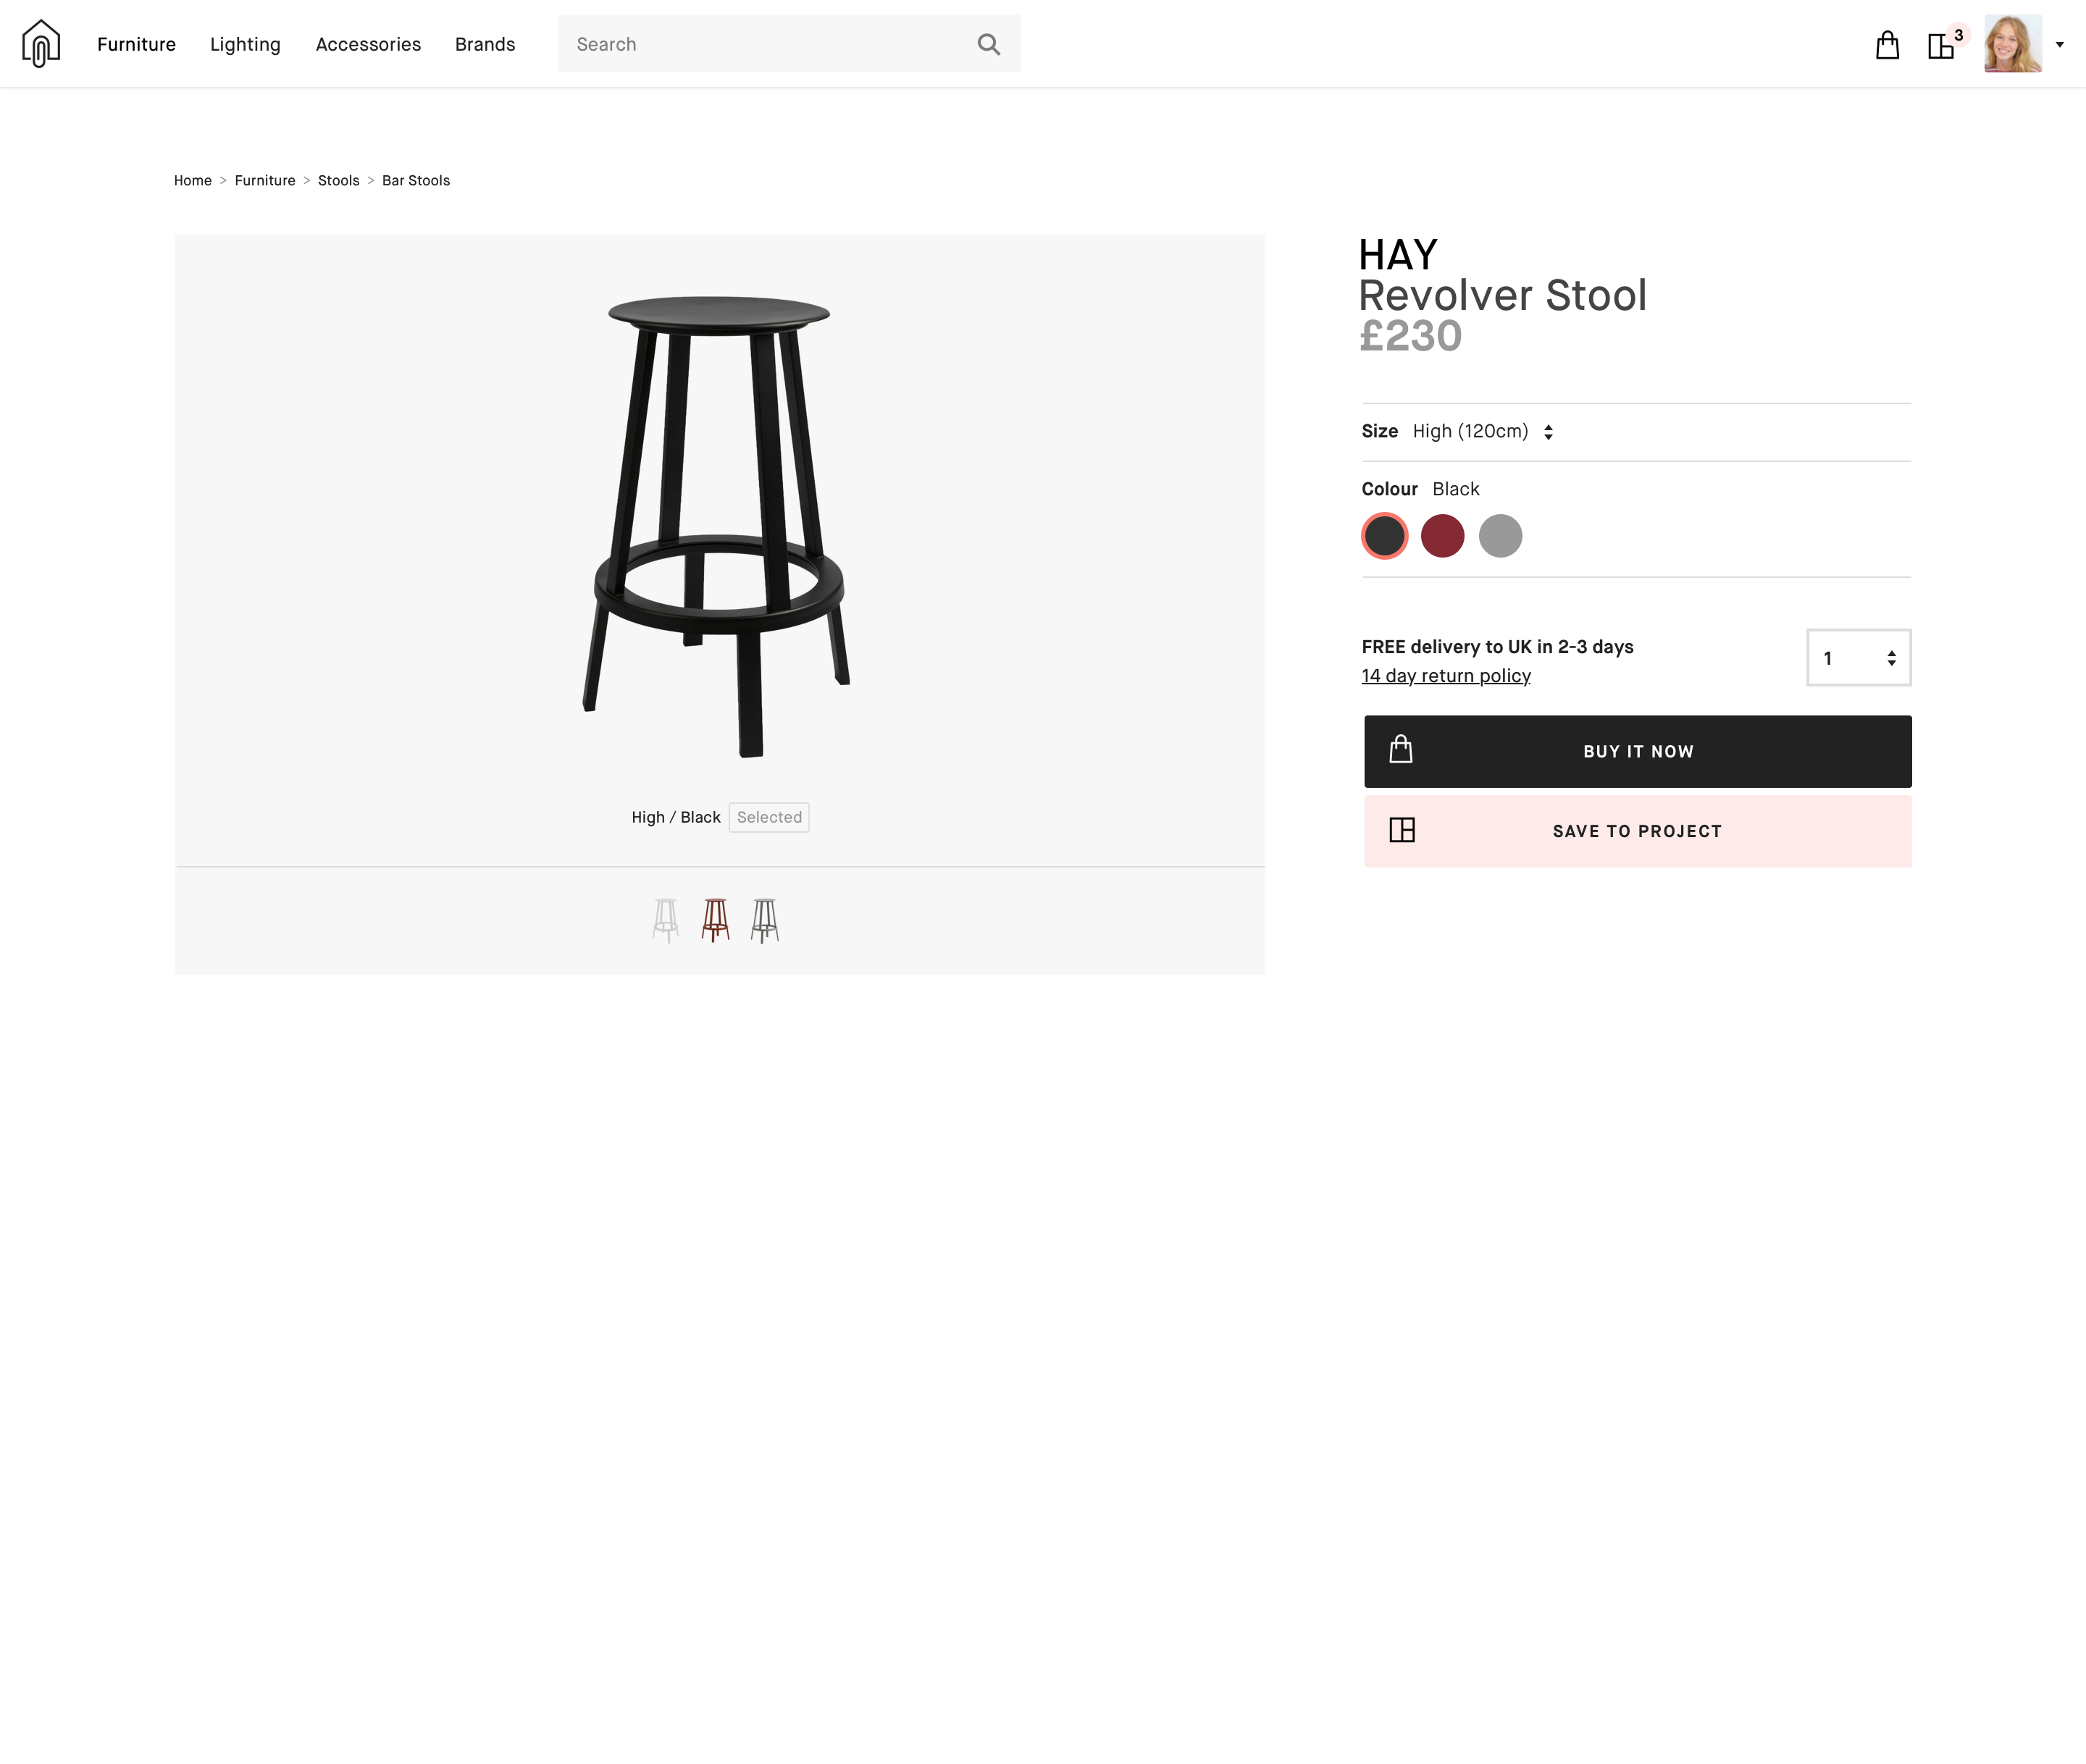 Furniture Lighting Accessories Brands Search 3
Home > Furniture > Stools > Bar Stools
HAY
Revolver Stool
£230
Size High (120cm)
Colour Black
FREE delivery to UK in 2-3 days
14 day return policy
1
BUY IT NOW
SAVE TO PROJECT
High / Black Selected